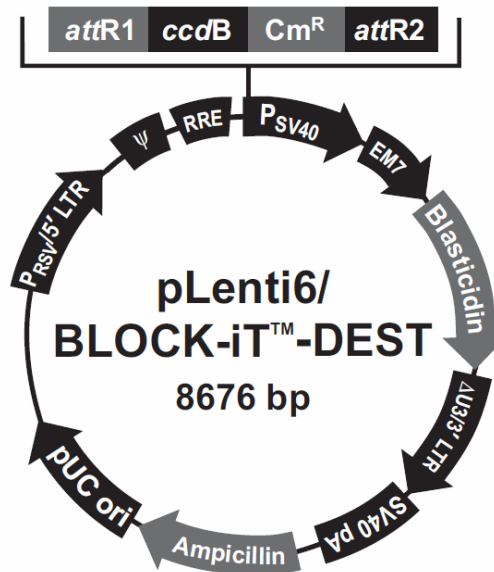 attR1 ccdB Cmᴿ attR2
PSV40
EM7
Blasticidin
ΔU3/3′ LTR
SV40 pA
Ampicillin
pUC ori
PRSV/5′ LTR
Ψ
RRE
pLenti6/
BLOCK-iT™-DEST
8676 bp